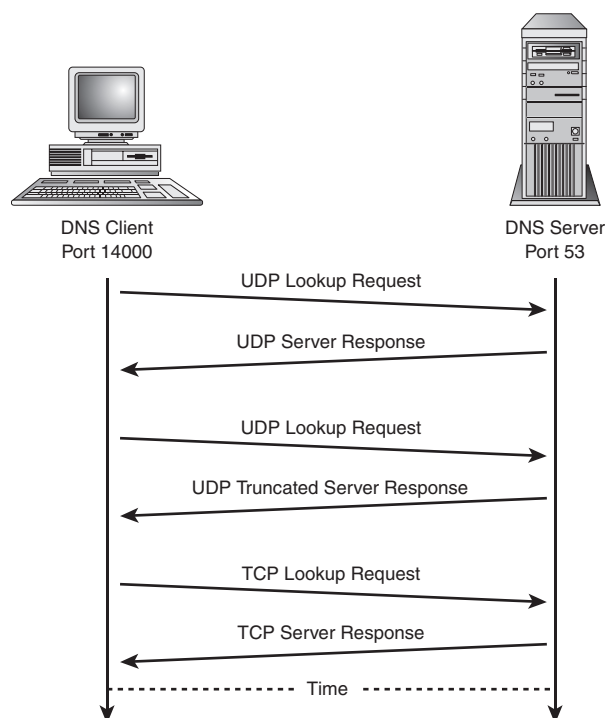 DNS Client
Port 14000
DNS Server
Port 53
UDP Lookup Request
UDP Server Response
UDP Lookup Request
UDP Truncated Server Response
TCP Lookup Request
TCP Server Response
Time